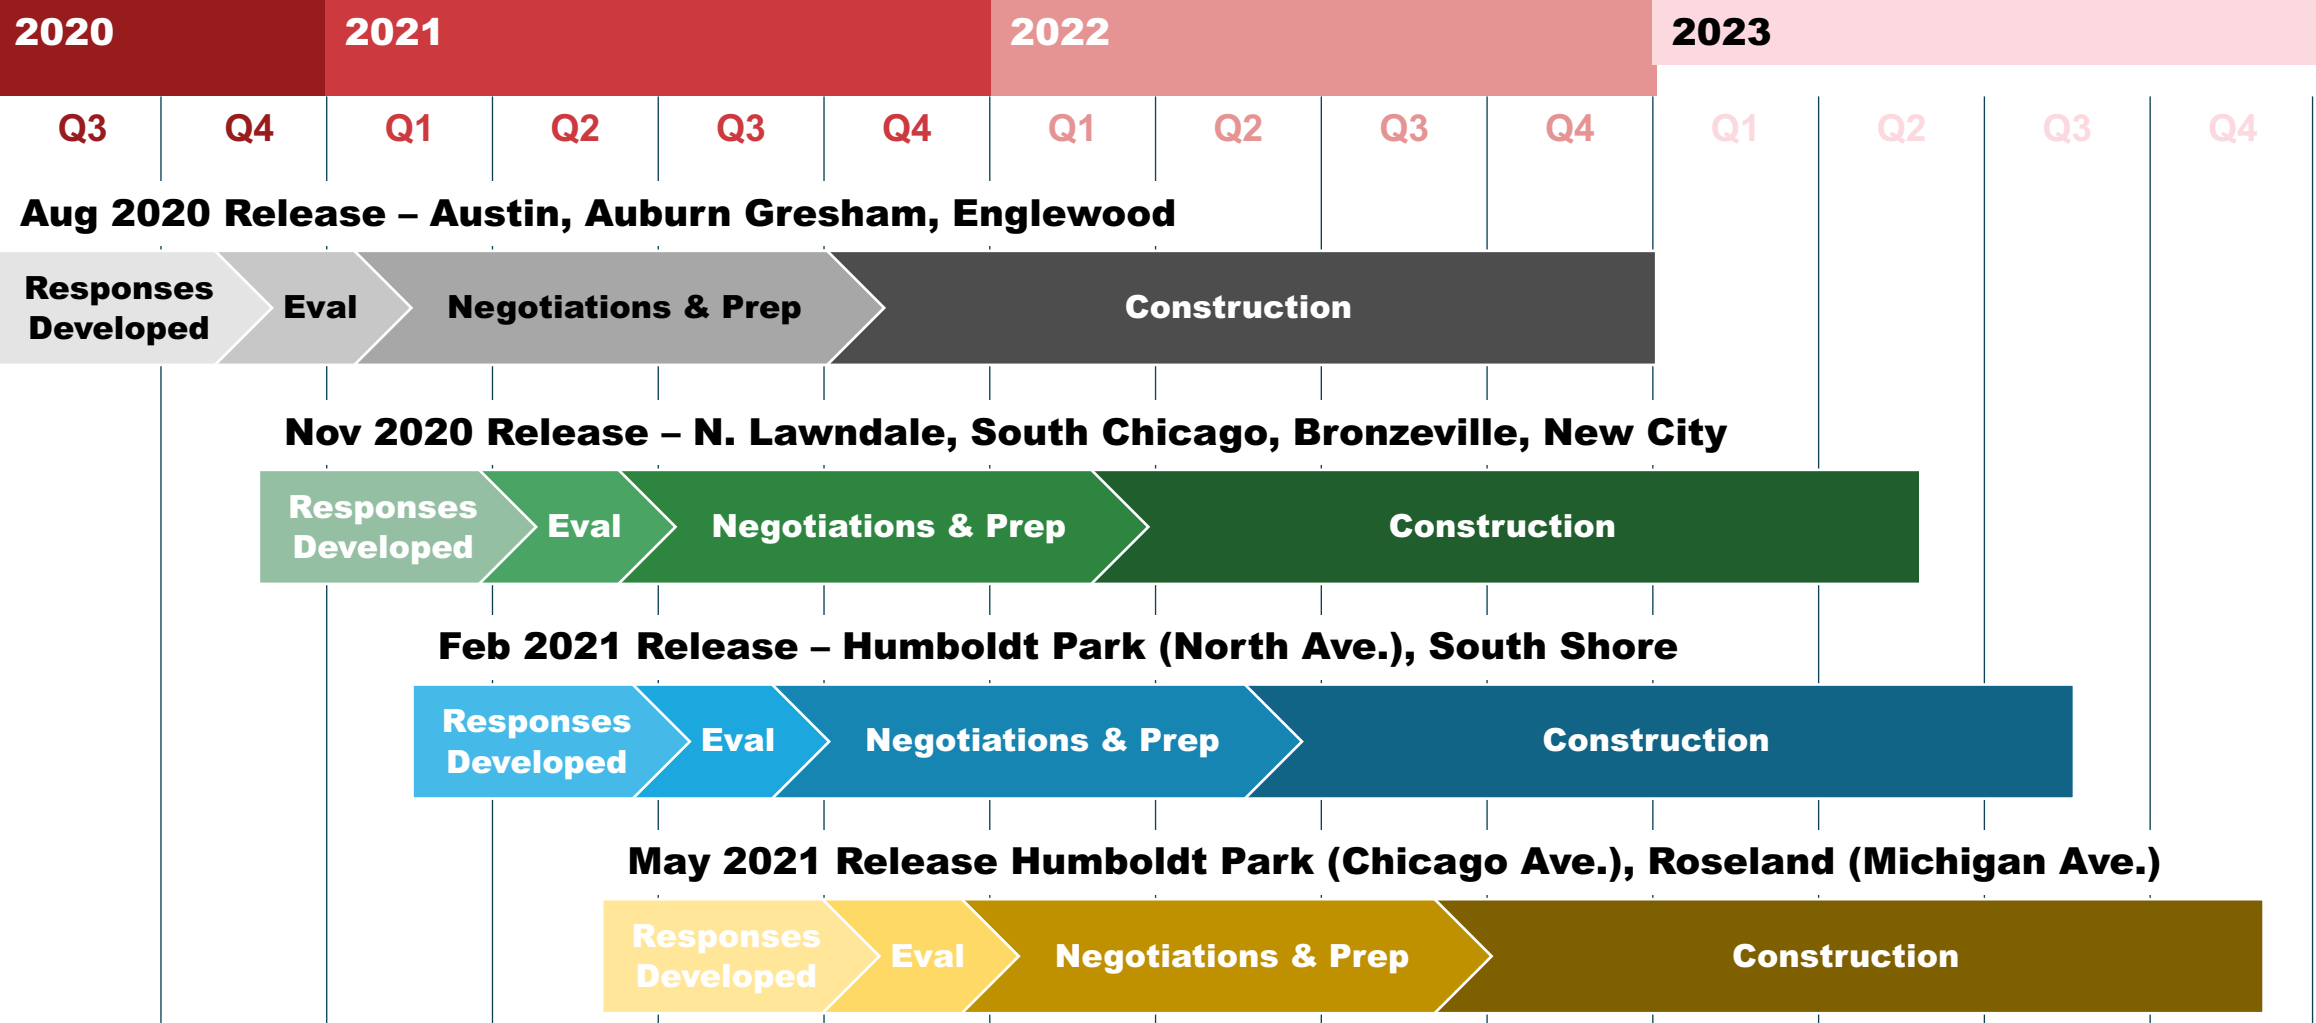 2020 2021 2022 2023
Q3 Q4 Q1 Q2 Q3 Q4 Q1 Q2 Q3 Q4 Q1 Q2 Q3 Q4
Aug 2020 Release – Austin, Auburn Gresham, Englewood
Responses
Developed
Eval
Negotiations & Prep
Construction
Nov 2020 Release – N. Lawndale, South Chicago, Bronzeville, New City
Responses
Developed
Eval
Negotiations & Prep
Construction
Feb 2021 Release – Humboldt Park (North Ave.), South Shore
Responses
Developed
Eval
Negotiations & Prep
Construction
May 2021 Release Humboldt Park (Chicago Ave.), Roseland (Michigan Ave.)
Responses
Developed
Eval
Negotiations & Prep
Construction